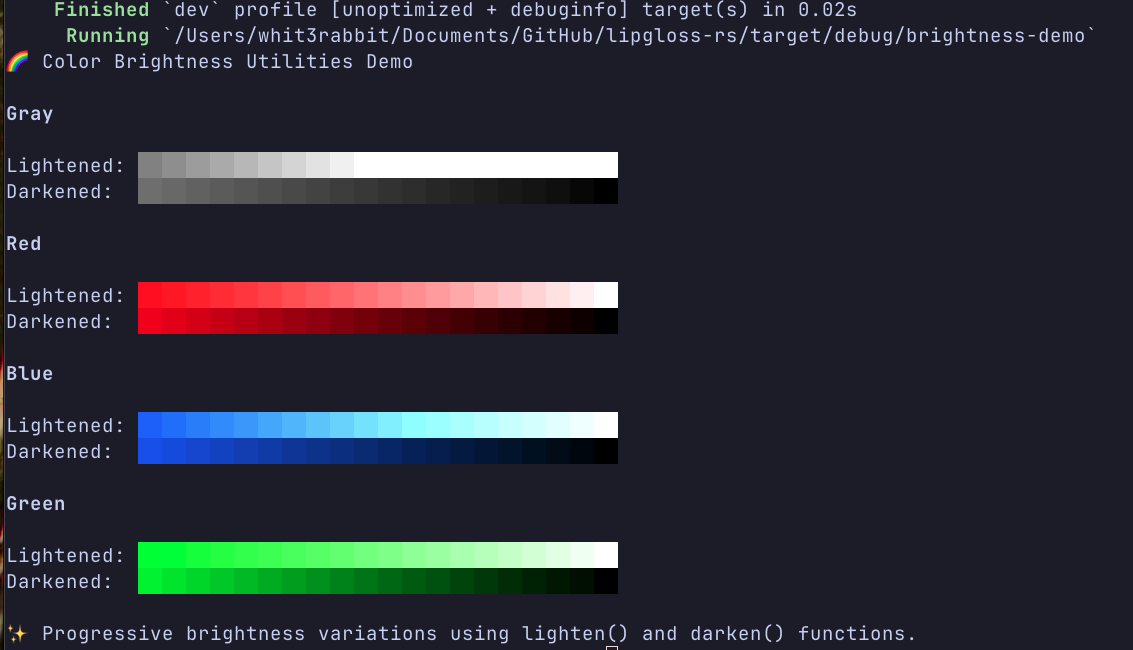 Finished `dev` profile [unoptimized + debuginfo] target(s) in 0.02s
Running `/Users/whit3rabbit/Documents/GitHub/lipgloss-rs/target/debug/brightness-demo`
🌈 Color Brightness Utilities Demo
Gray
Lightened:
Darkened:
Red
Lightened:
Darkened:
Blue
Lightened:
Darkened:
Green
Lightened:
Darkened:
✨ Progressive brightness variations using lighten() and darken() functions.